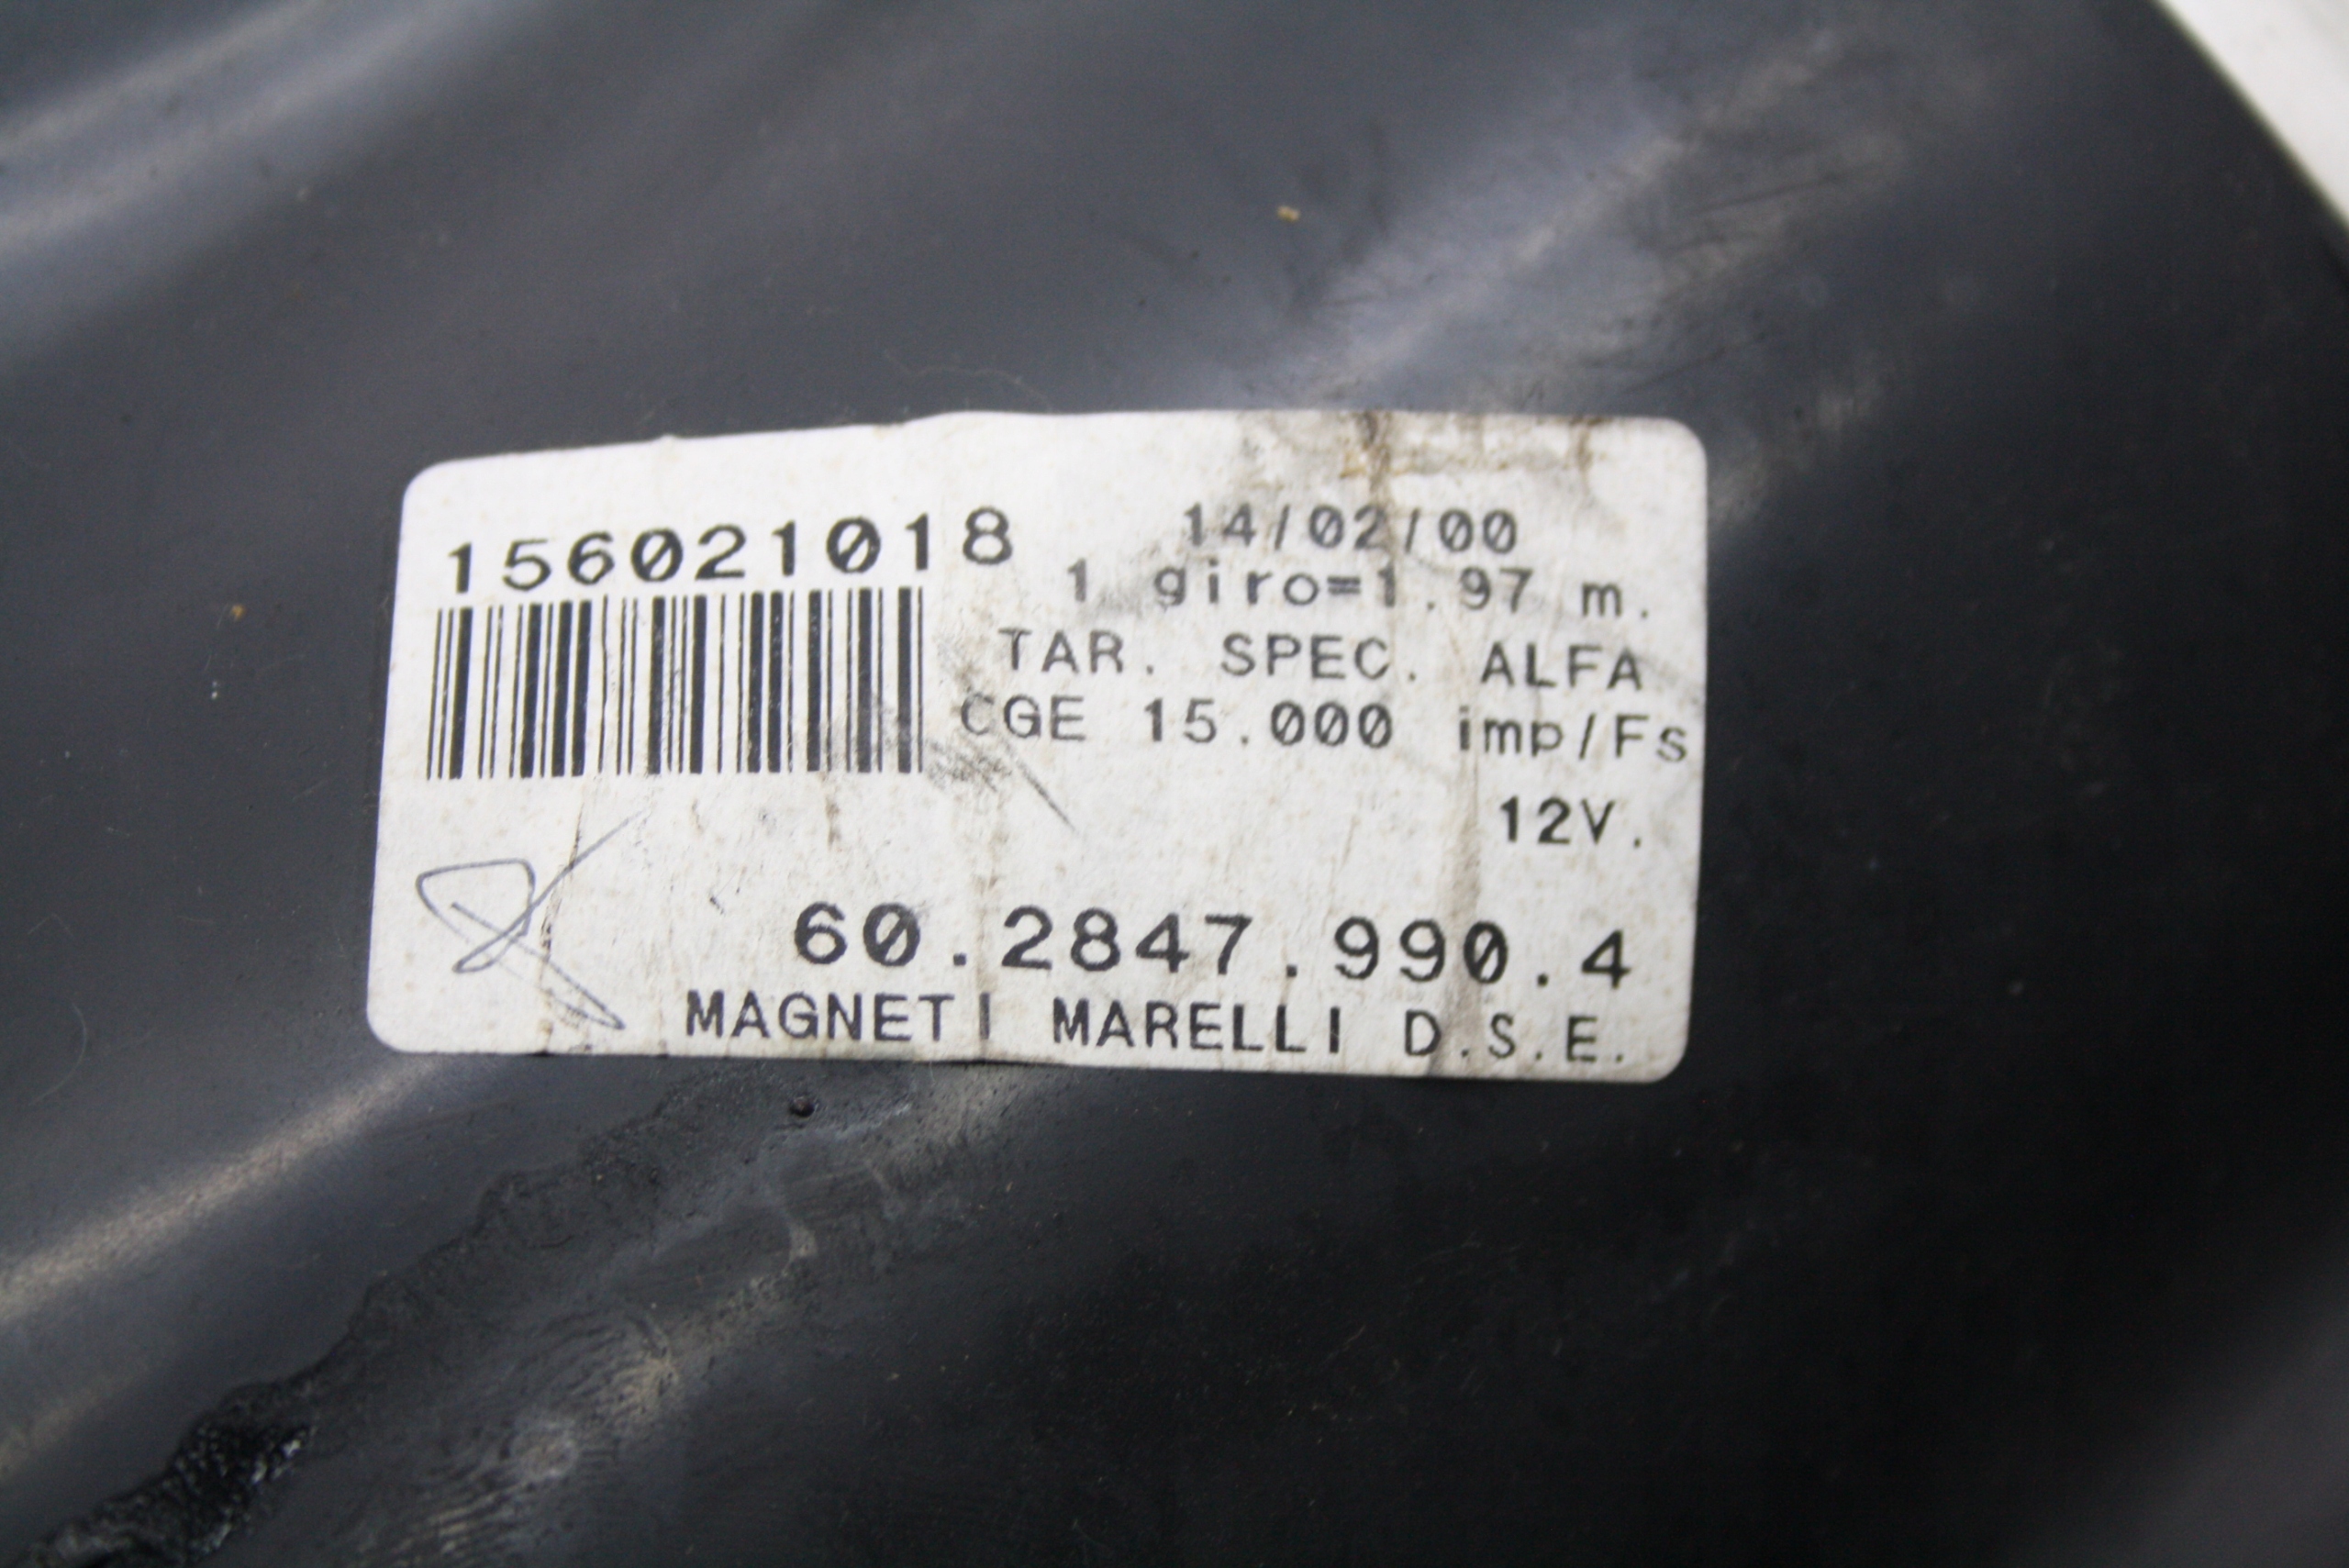 156021018
14/02/00
1 giro=1.97 m.
TAR. SPEC. ALFA
CGE 15.000 imp/Fs
12V.
60.2847.990.4
MAGNETI MARELLI D.S.E.